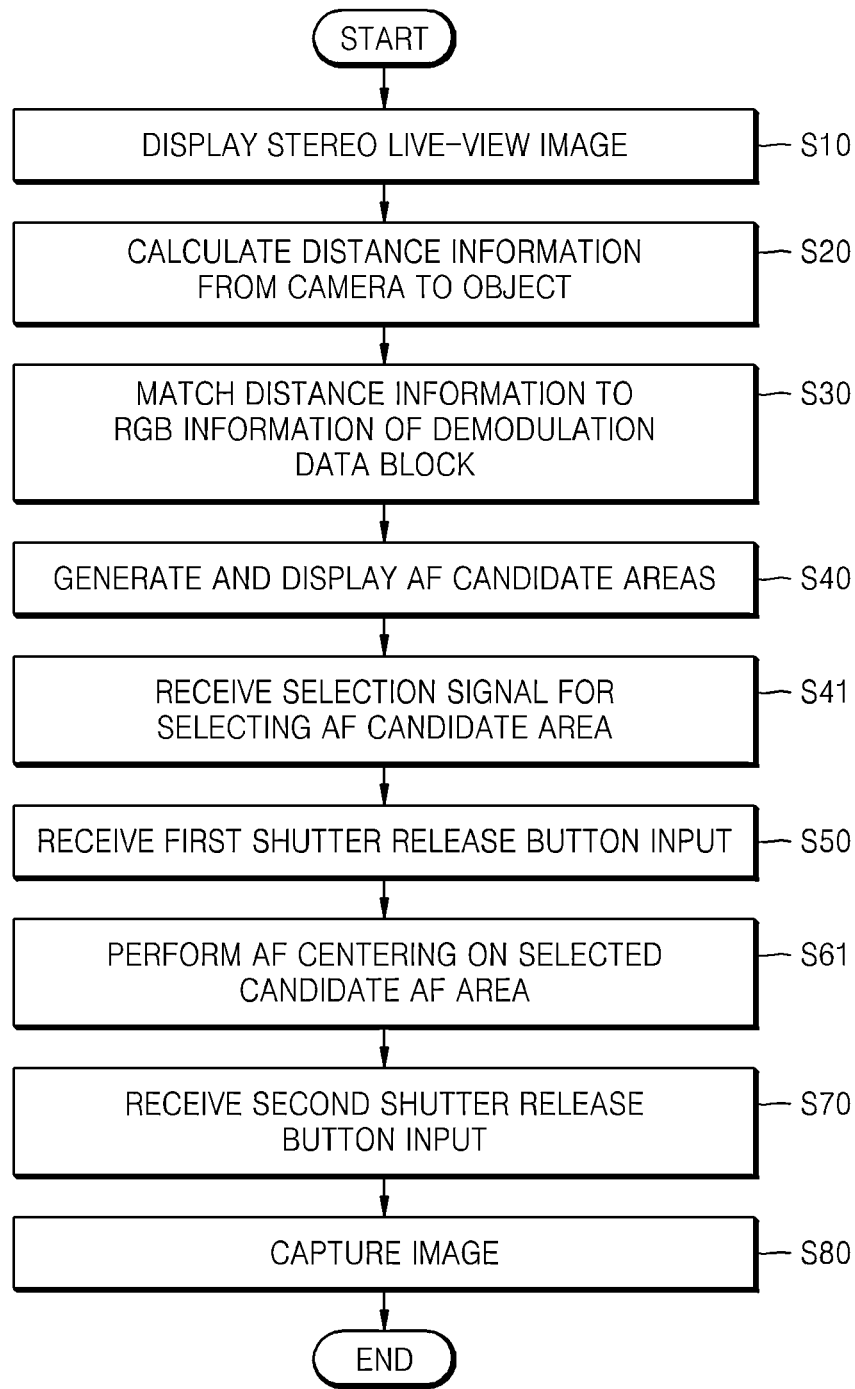 START
DISPLAY STEREO LIVE-VIEW IMAGE
S10
CALCULATE DISTANCE INFORMATION
FROM CAMERA TO OBJECT
S20
MATCH DISTANCE INFORMATION TO
RGB INFORMATION OF DEMODULATION
DATA BLOCK
S30
GENERATE AND DISPLAY AF CANDIDATE AREAS
S40
RECEIVE SELECTION SIGNAL FOR
SELECTING AF CANDIDATE AREA
S41
RECEIVE FIRST SHUTTER RELEASE BUTTON INPUT
S50
PERFORM AF CENTERING ON SELECTED
CANDIDATE AF AREA
S61
RECEIVE SECOND SHUTTER RELEASE
BUTTON INPUT
S70
CAPTURE IMAGE
S80
END